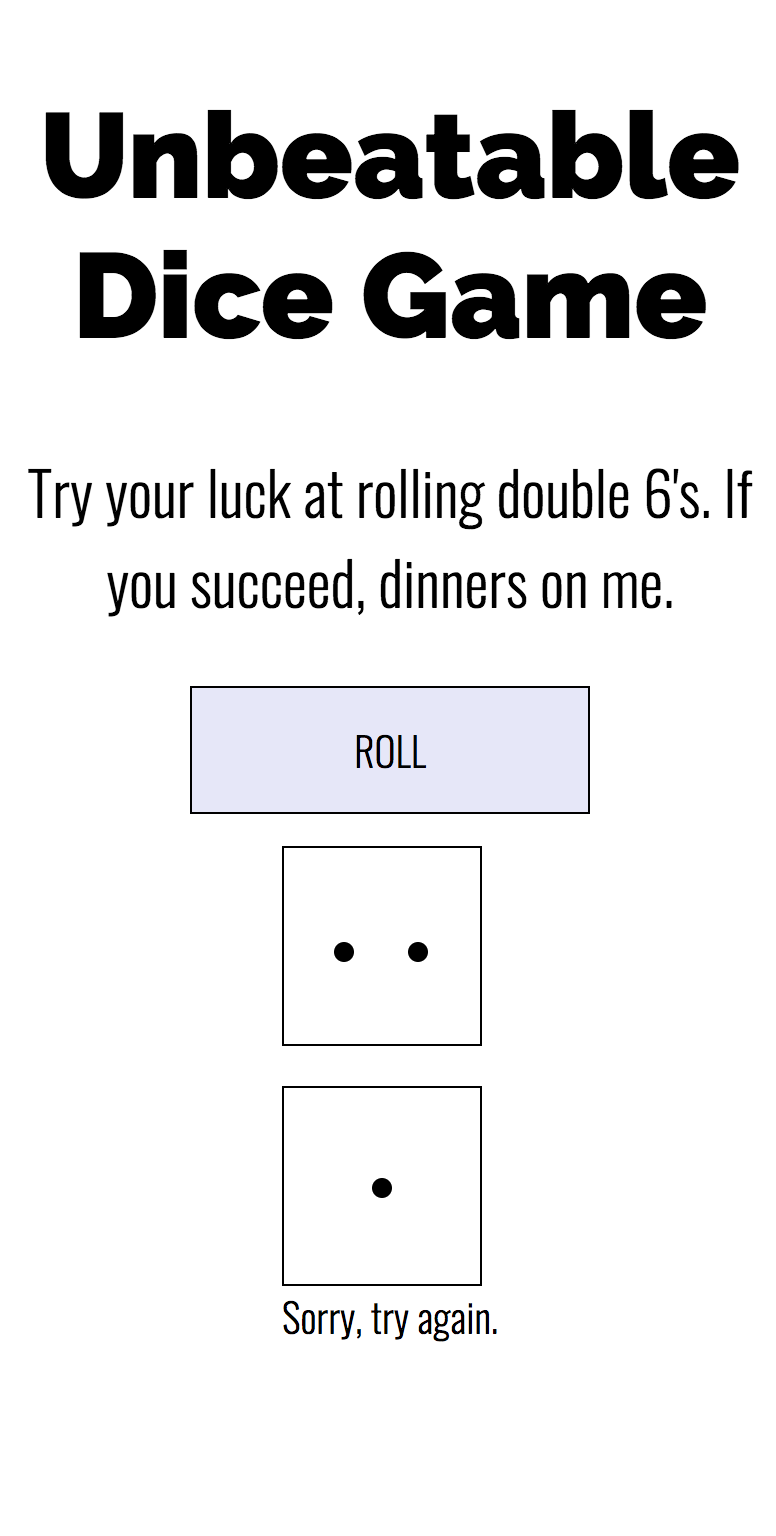 Unbeatable
Dice Game
Try your luck at rolling double 6's. If
you succeed, dinners on me.
ROLL
Sorry, try again.